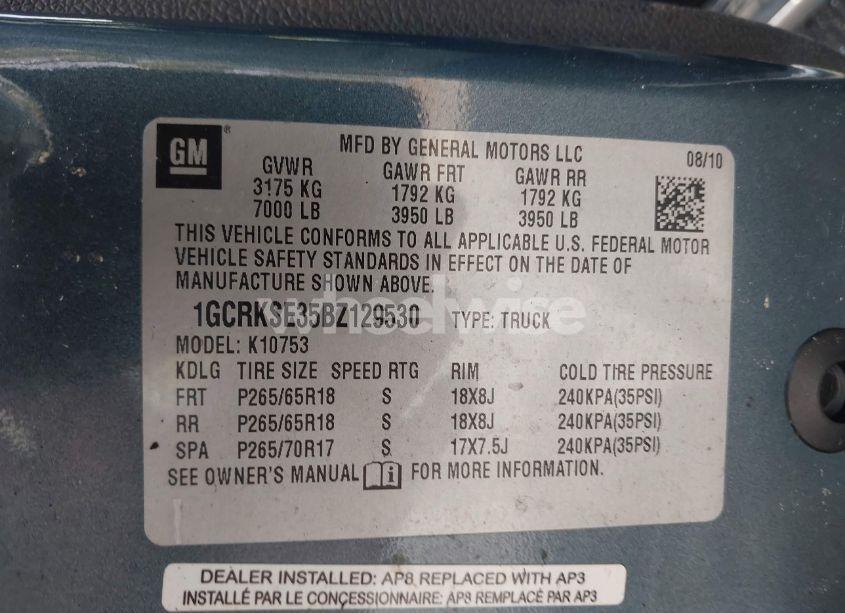 GM
MFD BY GENERAL MOTORS LLC 08/10
GVWR GAWR FRT GAWR RR
3175 KG 1792 KG 1792 KG
7000 LB 3950 LB 3950 LB
THIS VEHICLE CONFORMS TO ALL APPLICABLE U.S. FEDERAL MOTOR
VEHICLE SAFETY STANDARDS IN EFFECT ON THE DATE OF
MANUFACTURE SHOWN ABOVE.
wheelwise
1GCRKSE35BZ129530 TYPE: TRUCK
MODEL: K10753
KDLG TIRE SIZE SPEED RTG RIM COLD TIRE PRESSURE
FRT P265/65R18 S 18X8J 240KPA(35PSI)
RR P265/65R18 S 18X8J 240KPA(35PSI)
SPA P265/70R17 S 17X7.5J 240KPA(35PSI)
SEE OWNER'S MANUAL i FOR MORE INFORMATION.
DEALER INSTALLED: AP8 REPLACED WITH AP3
INSTALLÉ PAR LE CONCESSIONNAIRE: AP8 REMPLACÉ PAR AP3